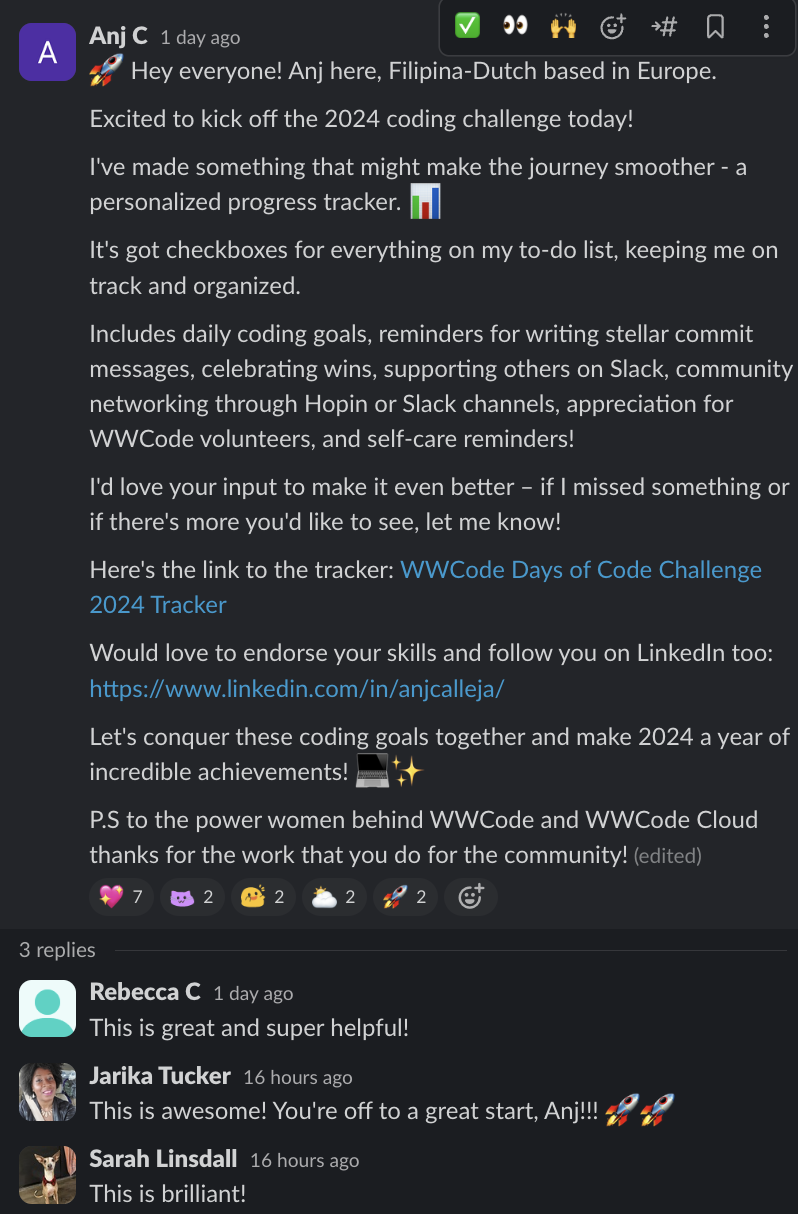 A
Anj C 1 day ago
🚀 Hey everyone! Anj here, Filipina-Dutch based in Europe.
Excited to kick off the 2024 coding challenge today!
I've made something that might make the journey smoother - a
personalized progress tracker. 📊
It's got checkboxes for everything on my to-do list, keeping me on
track and organized.
Includes daily coding goals, reminders for writing stellar commit
messages, celebrating wins, supporting others on Slack, community
networking through Hopin or Slack channels, appreciation for
WWCode volunteers, and self-care reminders!
I'd love your input to make it even better – if I missed something or
if there's more you'd like to see, let me know!
Here's the link to the tracker: WWCode Days of Code Challenge
2024 Tracker
Would love to endorse your skills and follow you on LinkedIn too:
https://www.linkedin.com/in/anjcalleja/
Let's conquer these coding goals together and make 2024 a year of
incredible achievements! 💻✨
P.S to the power women behind WWCode and WWCode Cloud
thanks for the work that you do for the community! (edited)
💖 7 2 2 🌥️ 2 🚀 2
3 replies
Rebecca C 1 day ago
This is great and super helpful!
Jarika Tucker 16 hours ago
This is awesome! You're off to a great start, Anj!!! 🚀🚀
Sarah Linsdall 16 hours ago
This is brilliant!